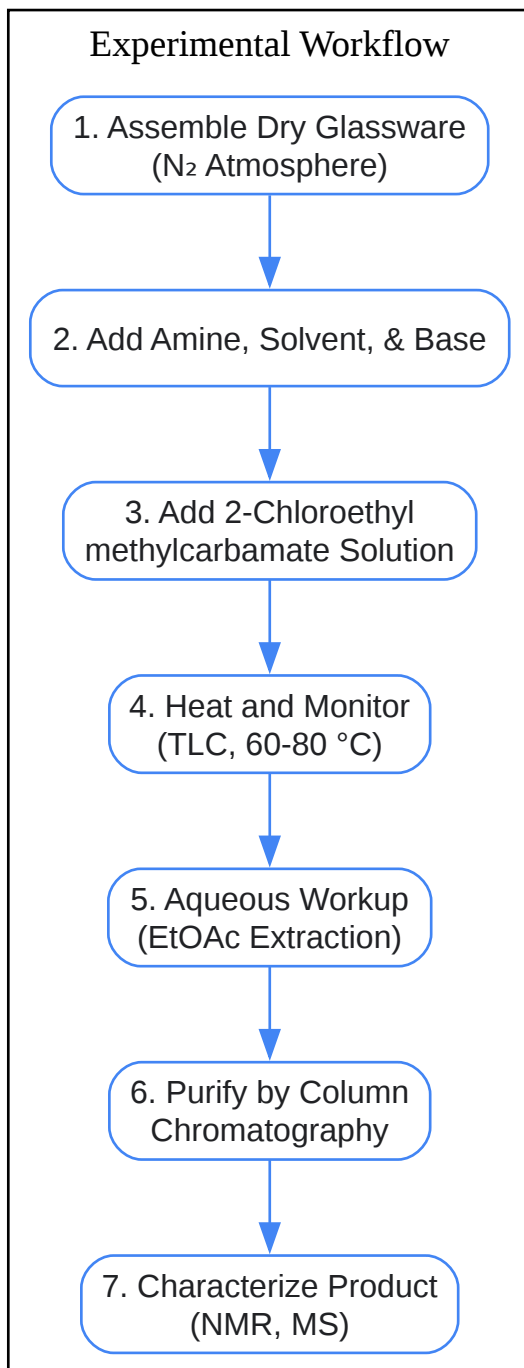 Experimental Workflow
1. Assemble Dry Glassware
(N₂ Atmosphere)
2. Add Amine, Solvent, & Base
3. Add 2-Chloroethyl
methylcarbamate Solution
4. Heat and Monitor
(TLC, 60-80 °C)
5. Aqueous Workup
(EtOAc Extraction)
6. Purify by Column
Chromatography
7. Characterize Product
(NMR, MS)